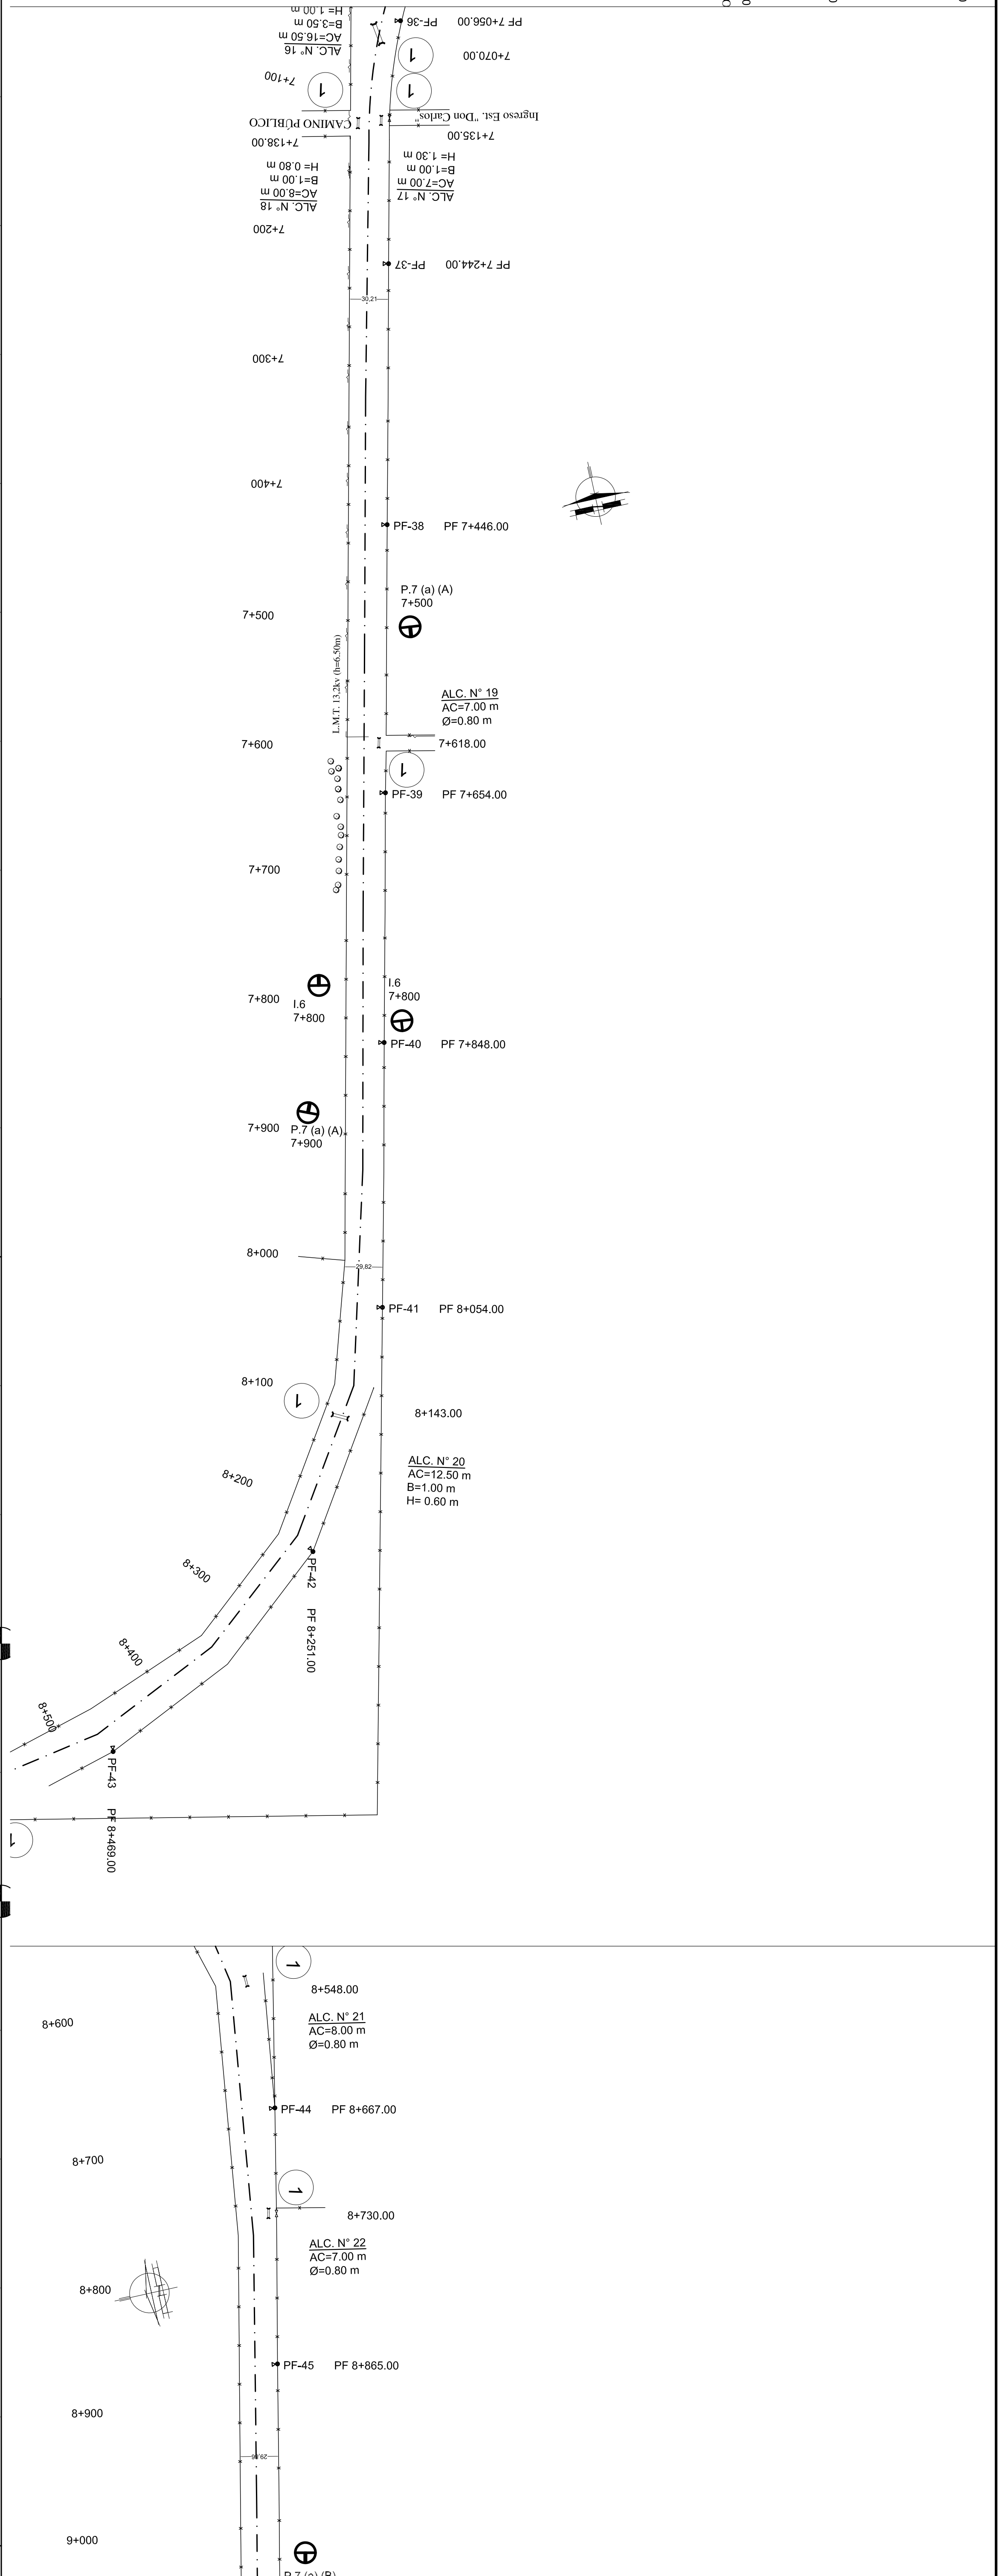 H= 1.00 m
B=3.50 m
AC=16.50 m
ALC. N° 16
PF-36 PF 7+056.00
7+070.00
1
1
7+100
1
CAMINO PÚBLICO
Ingreso Est. "Don Carlos"
7+138.00
7+135.00
H= 0.80 m
B=1.00 m
AC=8.00 m
ALC. N° 18
H= 1.30 m
B=1.00 m
AC=7.00 m
ALC. N° 17
7+200
PF-37 PF 7+244.00
30,21
7+300
7+400
PF-38 PF 7+446.00
P.7 (a) (A)
7+500
7+500
L.M.T. 13,2kv (h=6.50m)
ALC. N° 19
AC=7.00 m
Ø=0.80 m
7+600
7+618.00
1
PF-39 PF 7+654.00
7+700
I.6
7+800
7+800
I.6
7+800
PF-40 PF 7+848.00
7+900
P.7 (a) (A)
7+900
8+000
29,82
PF-41 PF 8+054.00
8+100
1
8+143.00
ALC. N° 20
AC=12.50 m
B=1.00 m
H= 0.60 m
8+200
PF-42 PF 8+251.00
8+300
8+400
8+500
PF-43 PF 8+469.00
1
1
8+548.00
ALC. N° 21
AC=8.00 m
Ø=0.80 m
8+600
PF-44 PF 8+667.00
8+700
1
8+730.00
ALC. N° 22
AC=7.00 m
Ø=0.80 m
8+800
PF-45 PF 8+865.00
8+900
9+000